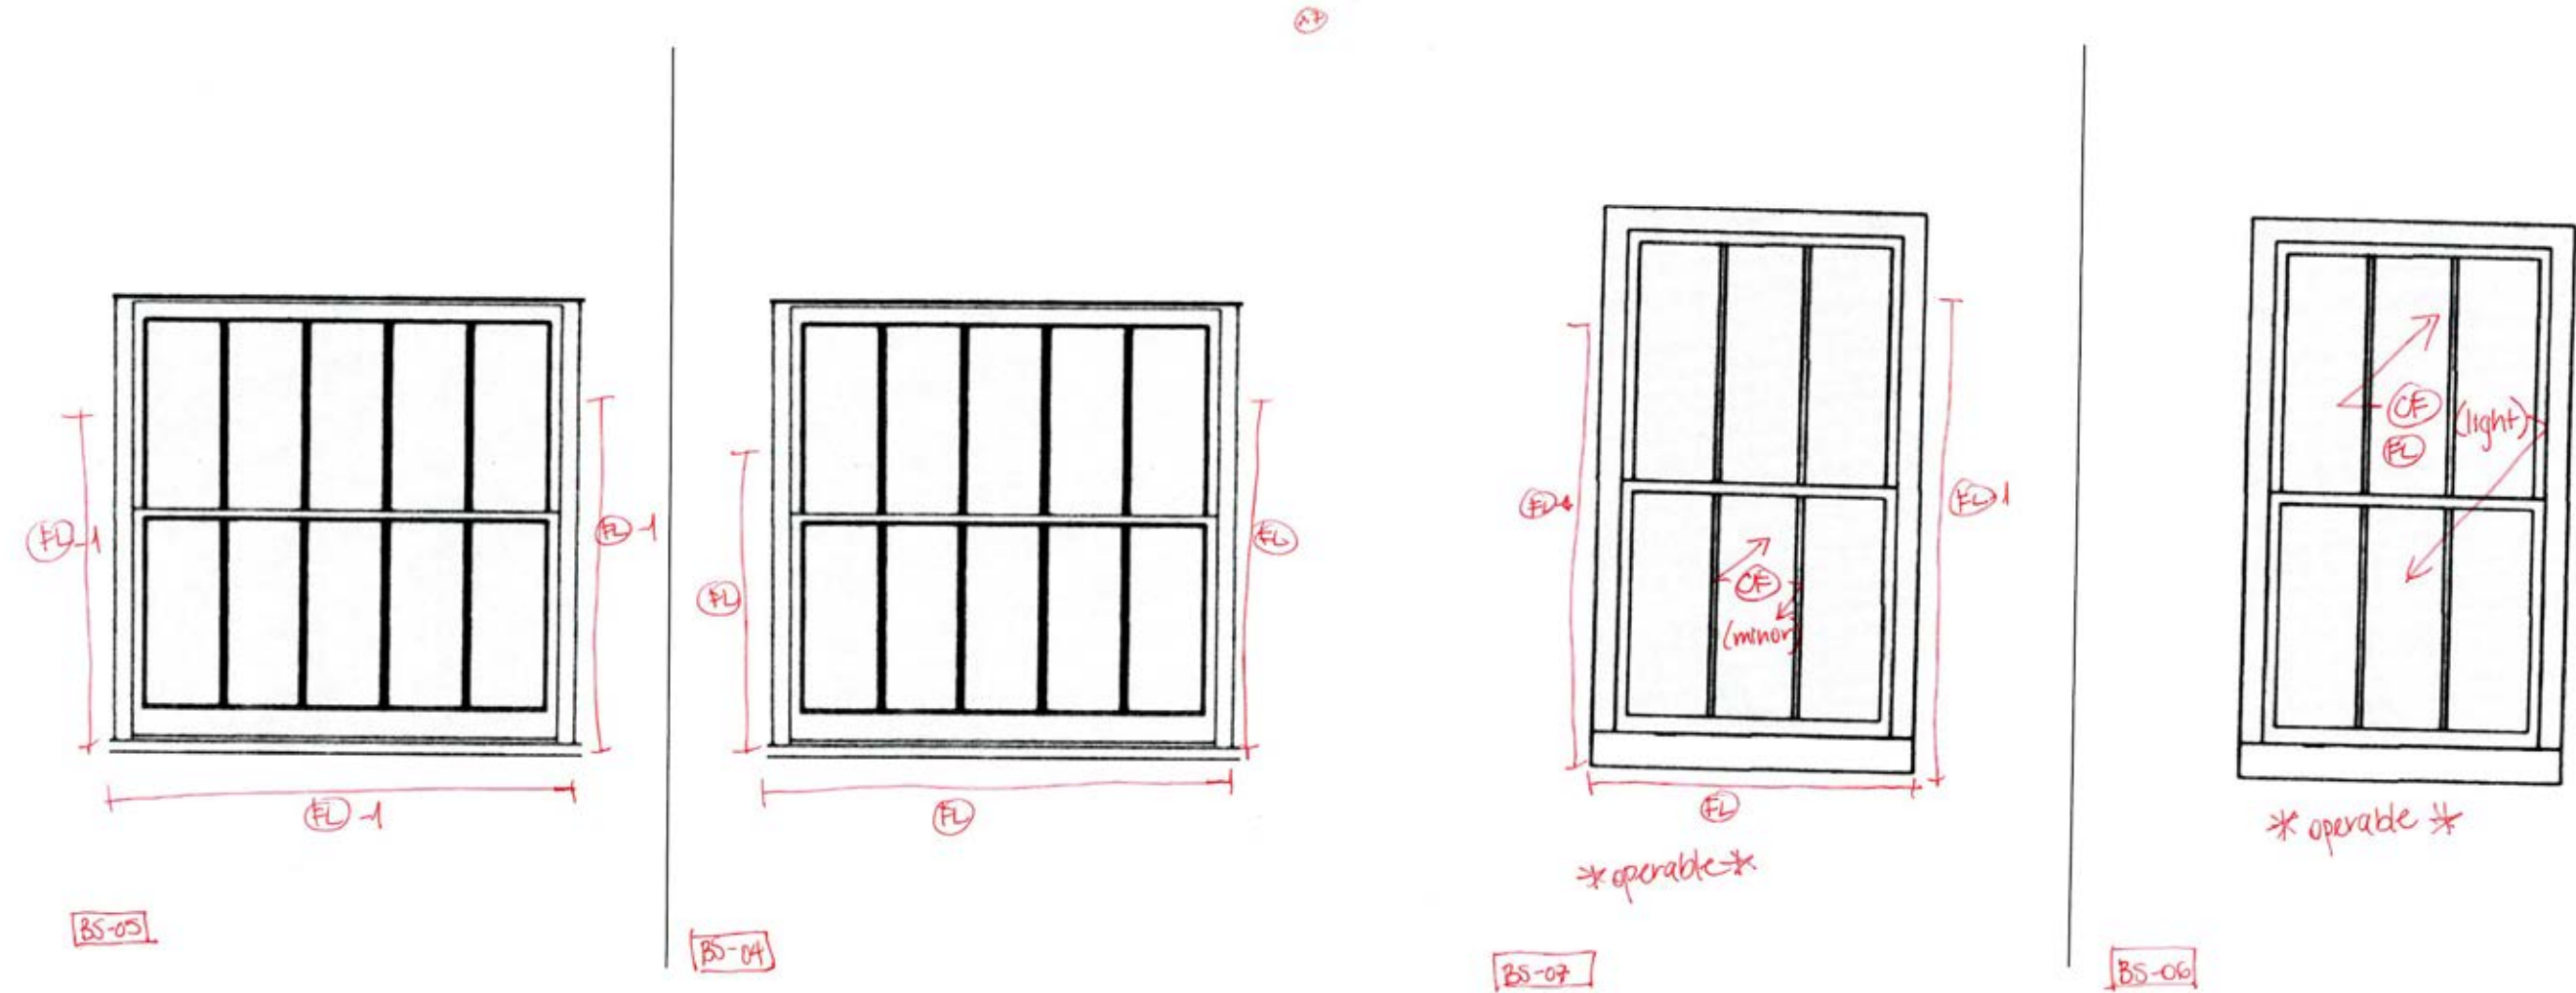 FL-1
FL-1
FL-1
BS-05
FL
FL
FL
BS-04
FL-1
FL-1
CF
(minor)
FL
*operable*
BS-07
CF
FL
(light)
*operable*
BS-06